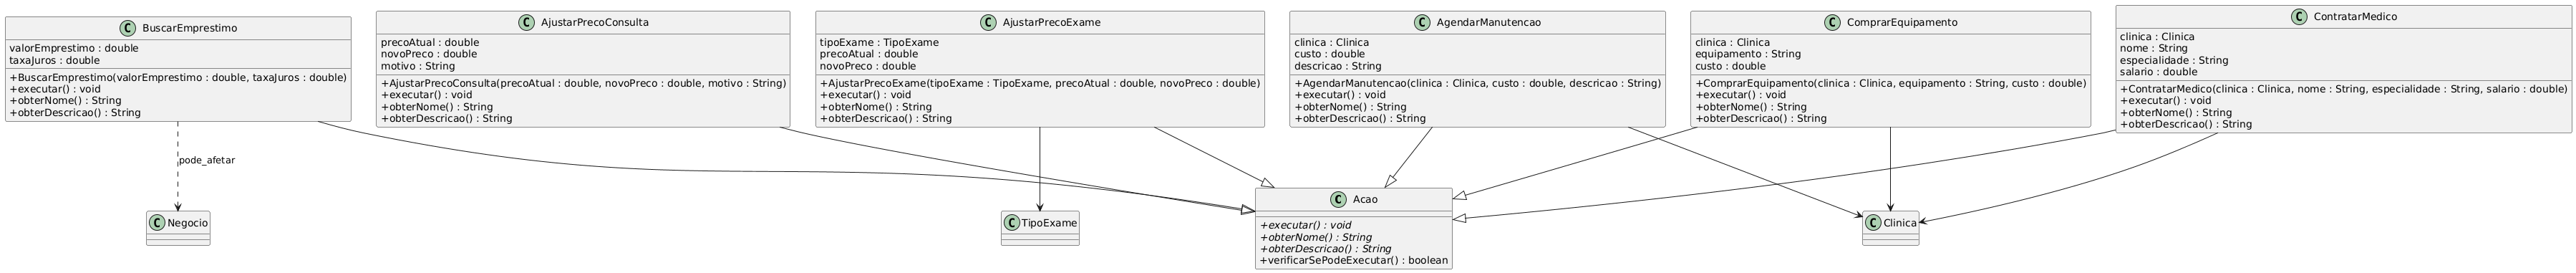 BuscarEmprestimo
valorEmprestimo : double
taxaJuros : double
+BuscarEmprestimo(valorEmprestimo : double, taxaJuros : double)
+executar() : void
+obterNome() : String
+obterDescricao() : String
AjustarPrecoConsulta
precoAtual : double
novoPreco : double
motivo : String
+AjustarPrecoConsulta(precoAtual : double, novoPreco : double, motivo : String)
+executar() : void
+obterNome() : String
+obterDescricao() : String
AjustarPrecoExame
tipoExame : TipoExame
precoAtual : double
novoPreco : double
+AjustarPrecoExame(tipoExame : TipoExame, precoAtual : double, novoPreco : double)
+executar() : void
+obterNome() : String
+obterDescricao() : String
AgendarManutencao
clinica : Clinica
custo : double
descricao : String
+AgendarManutencao(clinica : Clinica, custo : double, descricao : String)
+executar() : void
+obterNome() : String
+obterDescricao() : String
ComprarEquipamento
clinica : Clinica
equipamento : String
custo : double
+ComprarEquipamento(clinica : Clinica, equipamento : String, custo : double)
+executar() : void
+obterNome() : String
+obterDescricao() : String
ContratarMedico
clinica : Clinica
nome : String
especialidade : String
salario : double
+ContratarMedico(clinica : Clinica, nome : String, especialidade : String, salario : double)
+executar() : void
+obterNome() : String
+obterDescricao() : String
pode_afetar
Negocio
TipoExame
Acao
+executar() : void
+obterNome() : String
+obterDescricao() : String
+verificarSePodeExecutar() : boolean
Clinica